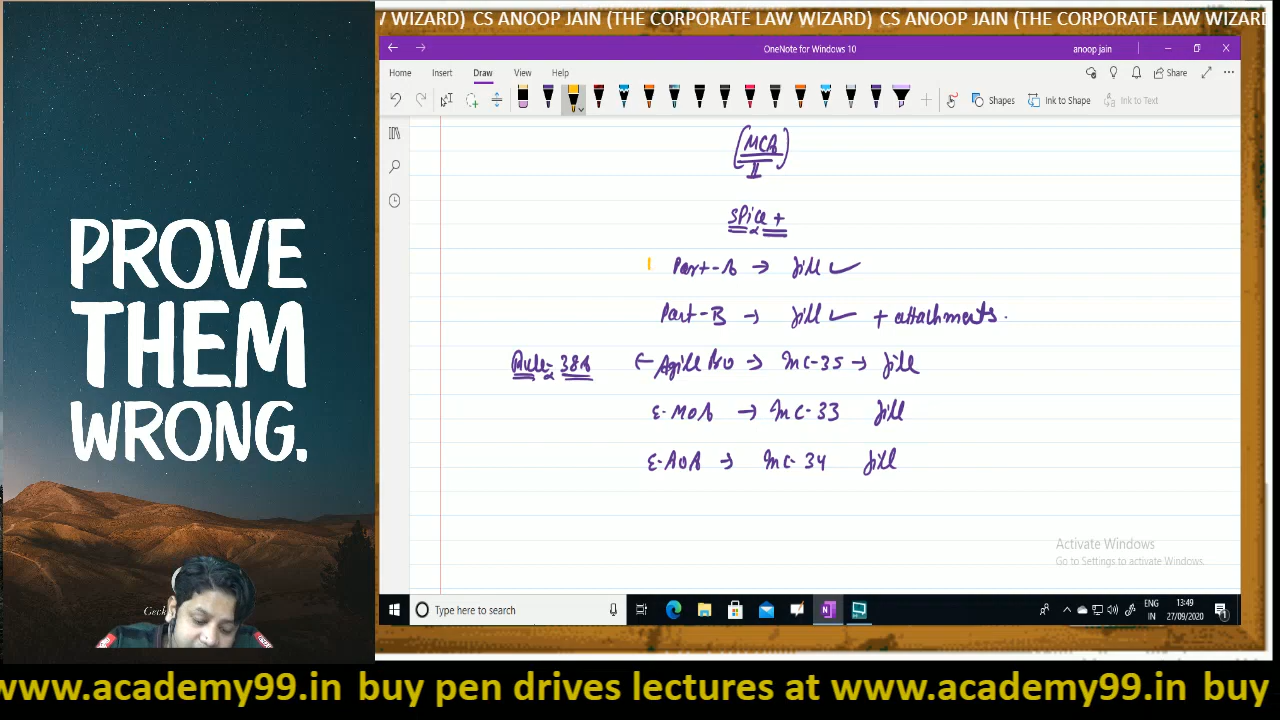 / WIZARD)  CS ANOOP JAIN (THE CORPORATE LAW WIZARD)  CS ANOOP JAIN (THE CORPORATE LAW WIZARD
OneNote for Windows 10
anoop jain
Home Insert Draw View Help
Share
Shapes
Ink to Shape
Ink to Text
(MCA)
SPice +
Part-A → fill ✓
Part-B → fill ✓ + attachments.
Rule-38A ← Agile Pro → INC-35 → fill
E-MOA → INC-33 fill
E-AOA → INC-34 fill
PROVE
THEM
WRONG.
Activate Windows
Go to Settings to activate Windows.
Type here to search
ENG
IN
13:49
27/09/2020
1
www.academy99.in buy pen drives lectures at www.academy99.in buy